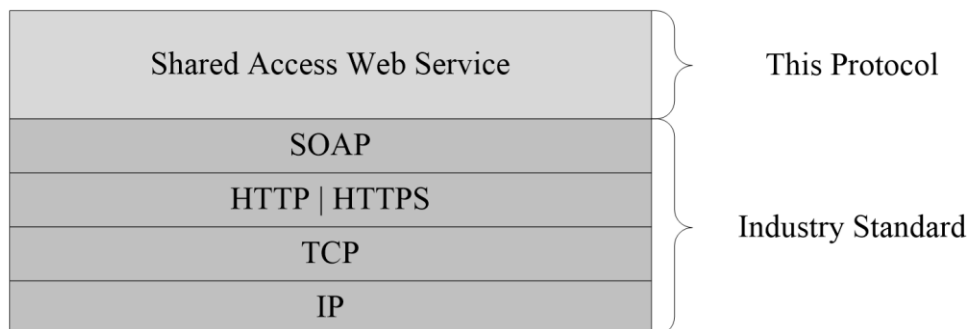 Shared Access Web Service
This Protocol
SOAP
HTTP | HTTPS
TCP
IP
Industry Standard